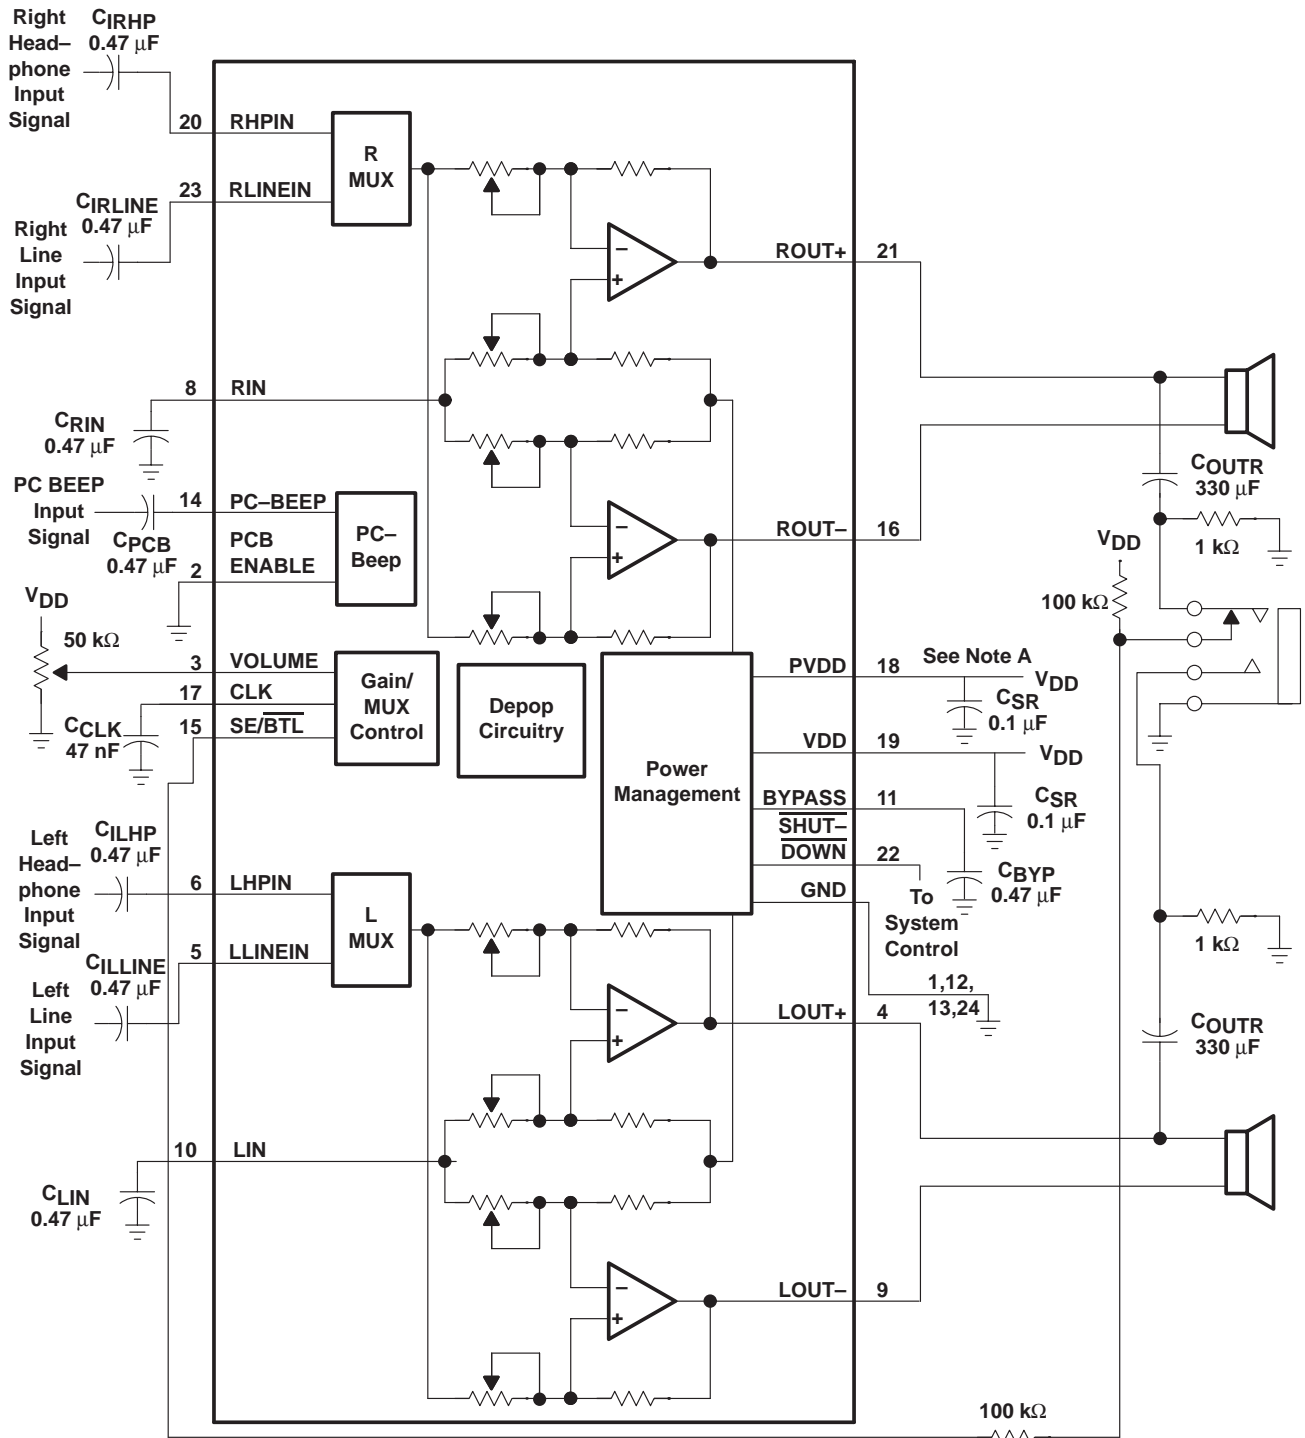 Right
Head–
phone
Input
Signal
CIRHP
0.47 μF
20
RHPIN
R
MUX
23
RLINEIN
CIRLINE
0.47 μF
Right
Line
Input
Signal
–
+
ROUT+
21
8
RIN
CRIN
0.47 μF
PC BEEP
Input
Signal
14
PC–BEEP
CPCB
0.47 μF
PCB
ENABLE
2
PC–
Beep
–
+
ROUT–
16
COUTR
330 μF
1 kΩ
VDD
100 kΩ
VDD
50 kΩ
3
VOLUME
17
CLK
15
SE/BTL
CCLK
47 nF
Gain/
MUX
Control
Depop
Circuitry
Power
Management
PVDD
18
See Note A
VDD
CSR
0.1 μF
VDD
19
VDD
CSR
0.1 μF
BYPASS
11
SHUT–
DOWN
22
CBYP
0.47 μF
GND
To
System
Control
1,12,
13,24
Left
Head–
phone
Input
Signal
CILHP
0.47 μF
6
LHPIN
L
MUX
5
LLINEIN
CILLINE
0.47 μF
Left
Line
Input
Signal
–
+
LOUT+
4
1 kΩ
COUTR
330 μF
10
LIN
CLIN
0.47 μF
–
+
LOUT–
9
100 kΩ